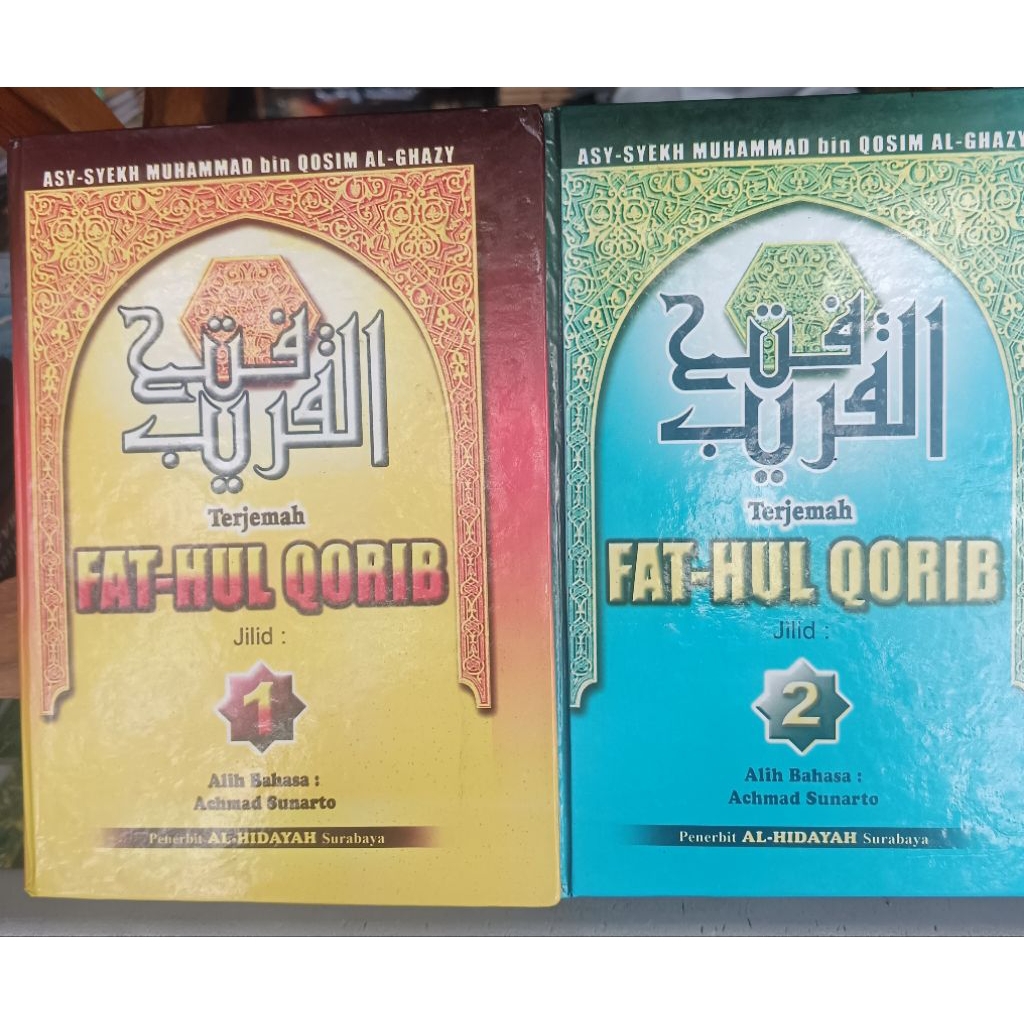 ASY-SYEKH MUHAMMAD bin QOSIM AL-GHAZY
فتح
القريب
Terjemah
FAT-HUL QORIB
Jilid :
1
Alih Bahasa :
Achmad Sunarto
Penerbit AL-HIDAYAH Surabaya
ASY-SYEKH MUHAMMAD bin QOSIM AL-GHAZY
فتح
القريب
Terjemah
FAT-HUL QORIB
Jilid :
2
Alih Bahasa :
Achmad Sunarto
Penerbit AL-HIDAYAH Surabaya